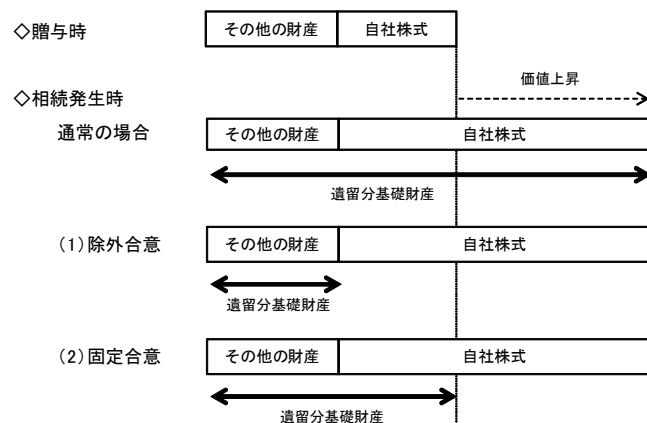 ◇贈与時
その他の財産 自社株式
価値上昇
◇相続発生時
通常の場合 その他の財産 自社株式
遺留分基礎財産
(1)除外合意 その他の財産 自社株式
遺留分基礎財産
(2)固定合意 その他の財産 自社株式
遺留分基礎財産